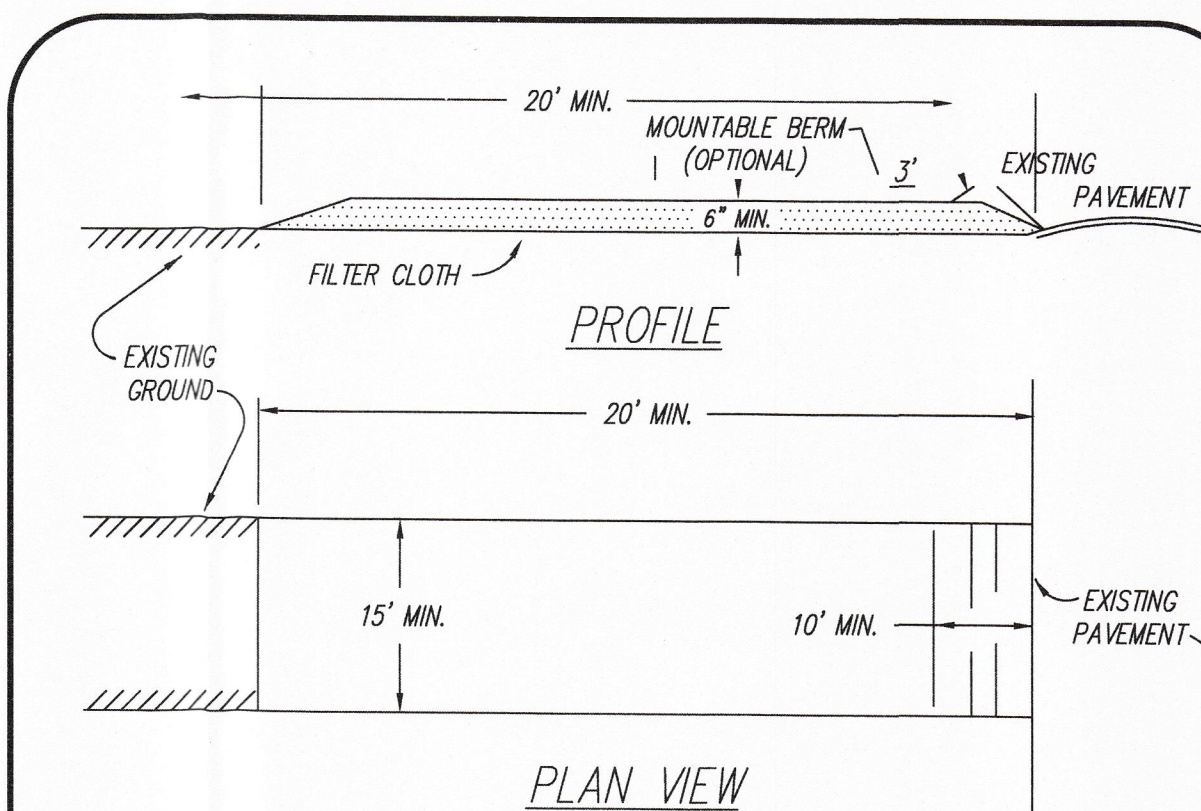 20' MIN.
MOUNTABLE BERM
(OPTIONAL)
3'
EXISTING
PAVEMENT
6" MIN.
FILTER CLOTH
PROFILE
EXISTING
GROUND
20' MIN.
15' MIN.
10' MIN.
EXISTING
PAVEMENT
PLAN VIEW